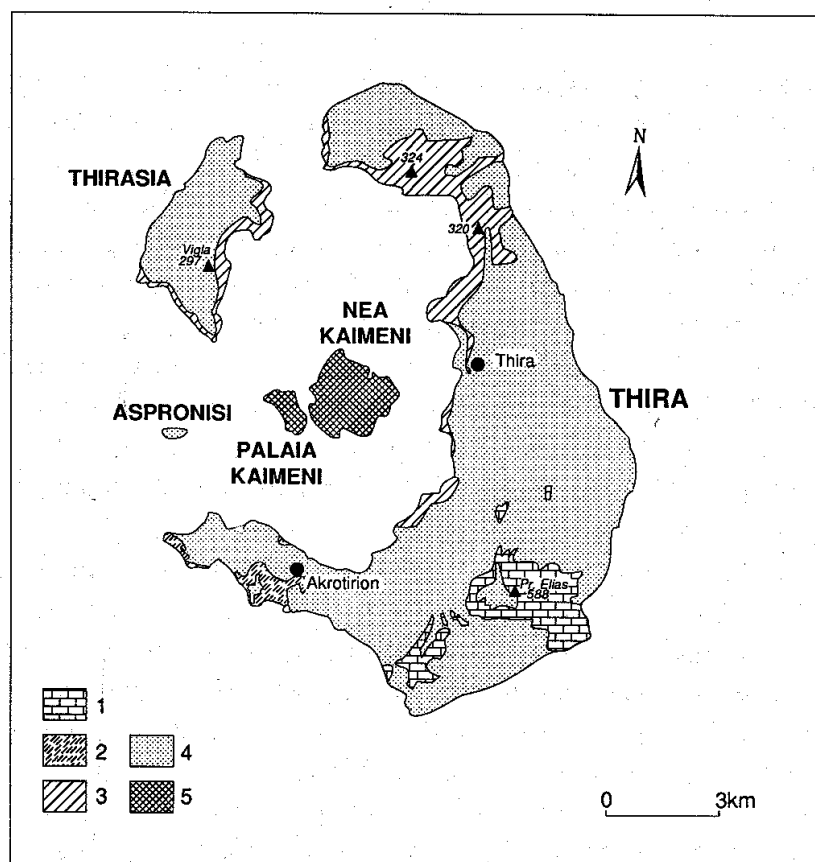 N
324
THIRASIA
320
Vigla
297
NEA
KAIMENI
Thira
THIRA
ASPRONISI
PALAIA
KAIMENI
Akrotirion
Pr. Elias
588
1
2
4
3
5
0
3km